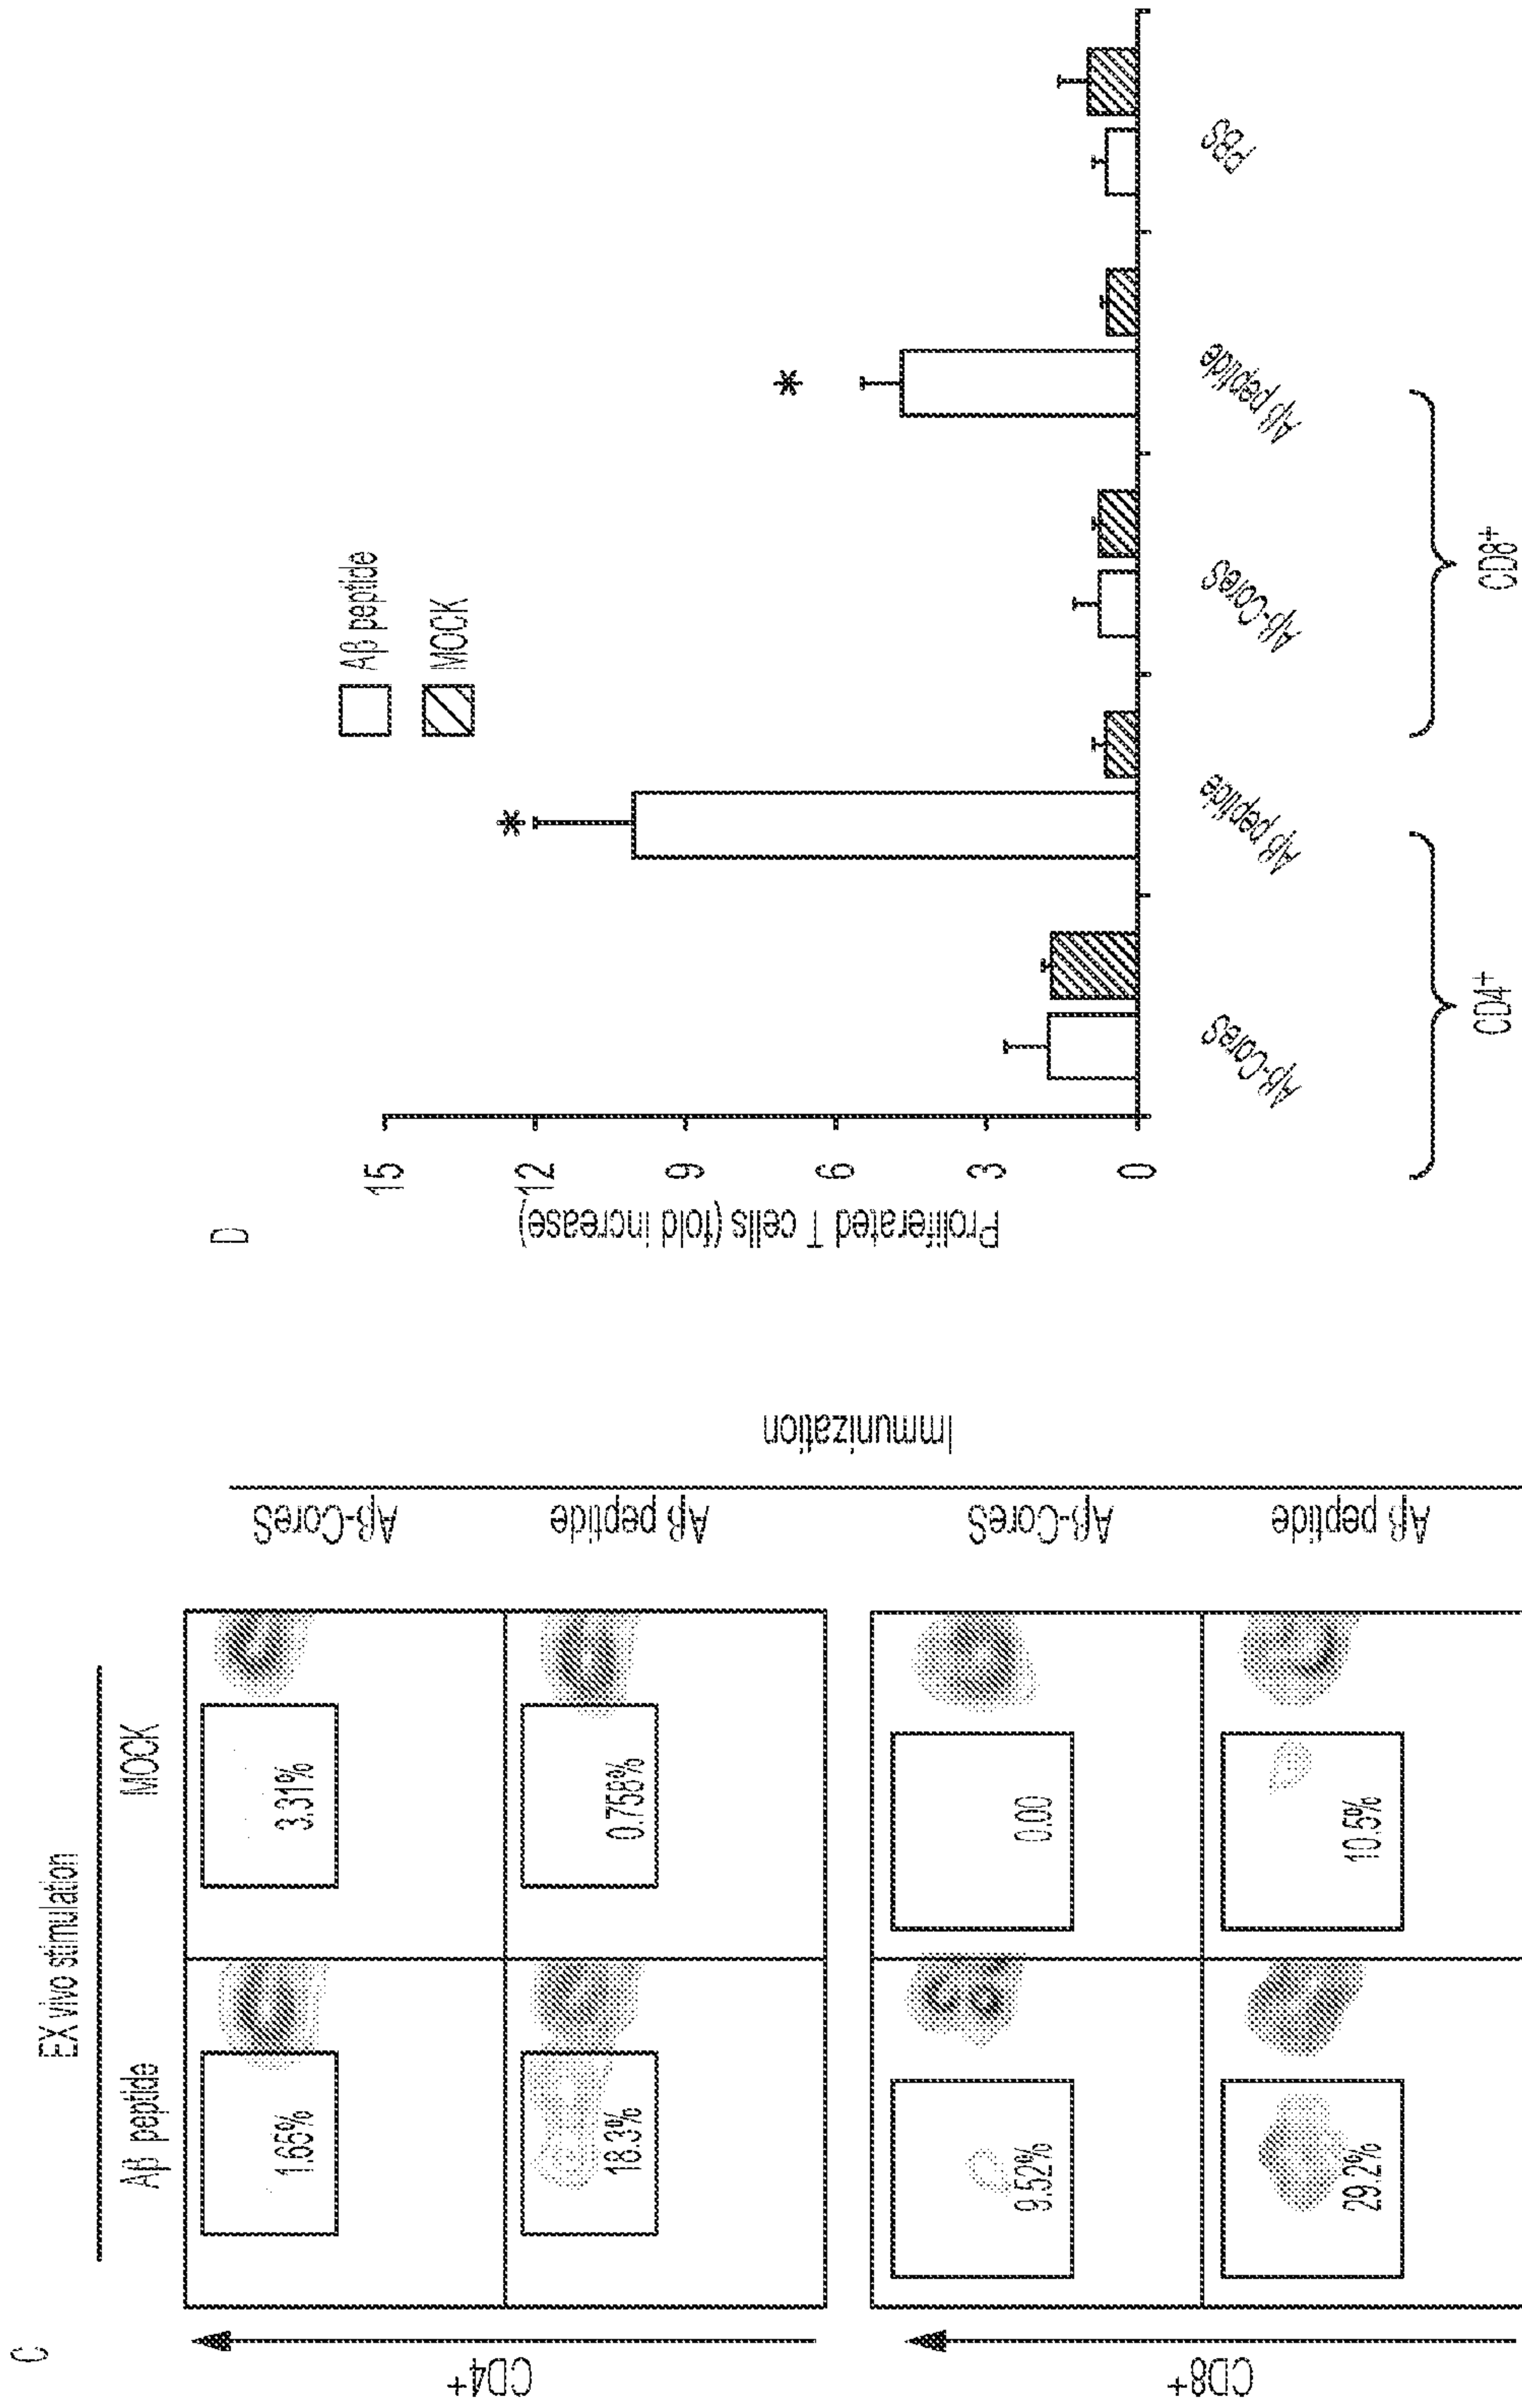 C
EX vivo stimulation
Aβ peptide
MOCK
CD4+
1.65%
3.31%
Aβ-CoreS
18.3%
0.758%
Aβ peptide
CD8+
9.52%
0.00
Aβ-CoreS
29.2%
10.5%
Aβ peptide
Immunization
D
Aβ peptide
MOCK
Proliferated T cells (fold increase)
15
12
9
6
3
0
*
*
Aβ-CoreS
Aβ peptide
Aβ-CoreS
Aβ peptide
PBS
CD4+
CD8+